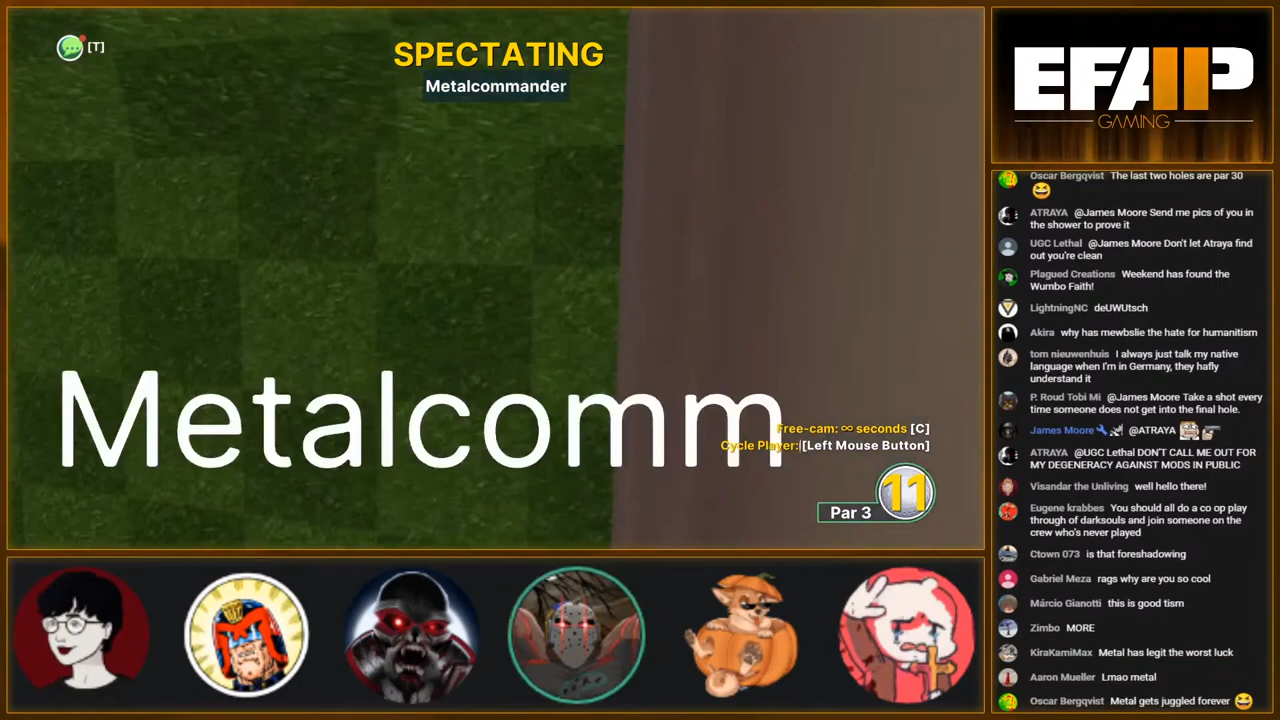 [T]
SPECTATING
Metalcommander
Metalcomm
Free-cam: ∞ seconds [C]
Cycle Player: [Left Mouse Button]
11
Par 3
EFAP
GAMING
Oscar Bergqvist The last two holes are par 30
ATRAYA @James Moore Send me pics of you in
the shower to prove it
UGC Lethal @James Moore Don't let Atraya find
out you're clean
Plagued Creations Weekend has found the
Wumbo Faith!
LightningNC deUWUtsch
Akira why has mewbslie the hate for humanitism
tom nieuwenhuis I always just talk my native
language when I'm in Germany, they hafly
understand it
P. Roud Tobi Mi @James Moore Take a shot every
time someone does not get into the final hole.
James Moore @ATRAYA
ATRAYA @UGC Lethal DON'T CALL ME OUT FOR
MY DEGENERACY AGAINST MODS IN PUBLIC
Visandar the Unliving well hello there!
Eugene krabbes You should all do a co op play
through of darksouls and join someone on the
crew who's never played
Ctown 073 is that foreshadowing
Gabriel Meza rags why are you so cool
Márcio Gianotti this is good tism
Zimbo MORE
KiraKamiMax Metal has legit the worst luck
Aaron Mueller Lmao metal
Oscar Bergqvist Metal gets juggled forever